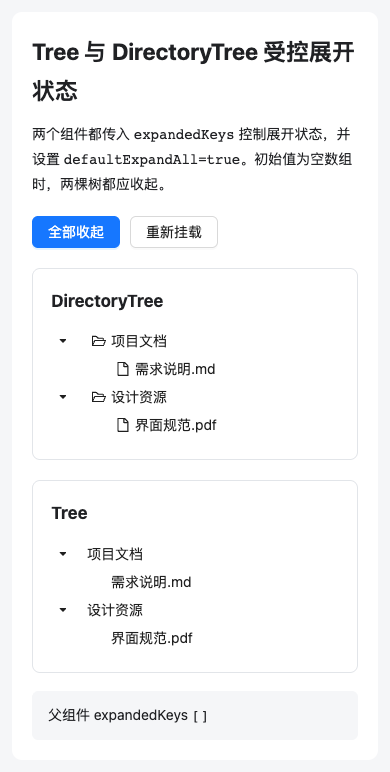 Tree 与 DirectoryTree 受控展开
状态
两个组件都传入 expandedKeys 控制展开状态，并
设置 defaultExpandAll=true。初始值为空数组
时，两棵树都应收起。
全部收起 重新挂载
DirectoryTree
项目文档
需求说明.md
设计资源
界面规范.pdf
Tree
项目文档
需求说明.md
设计资源
界面规范.pdf
父组件 expandedKeys []